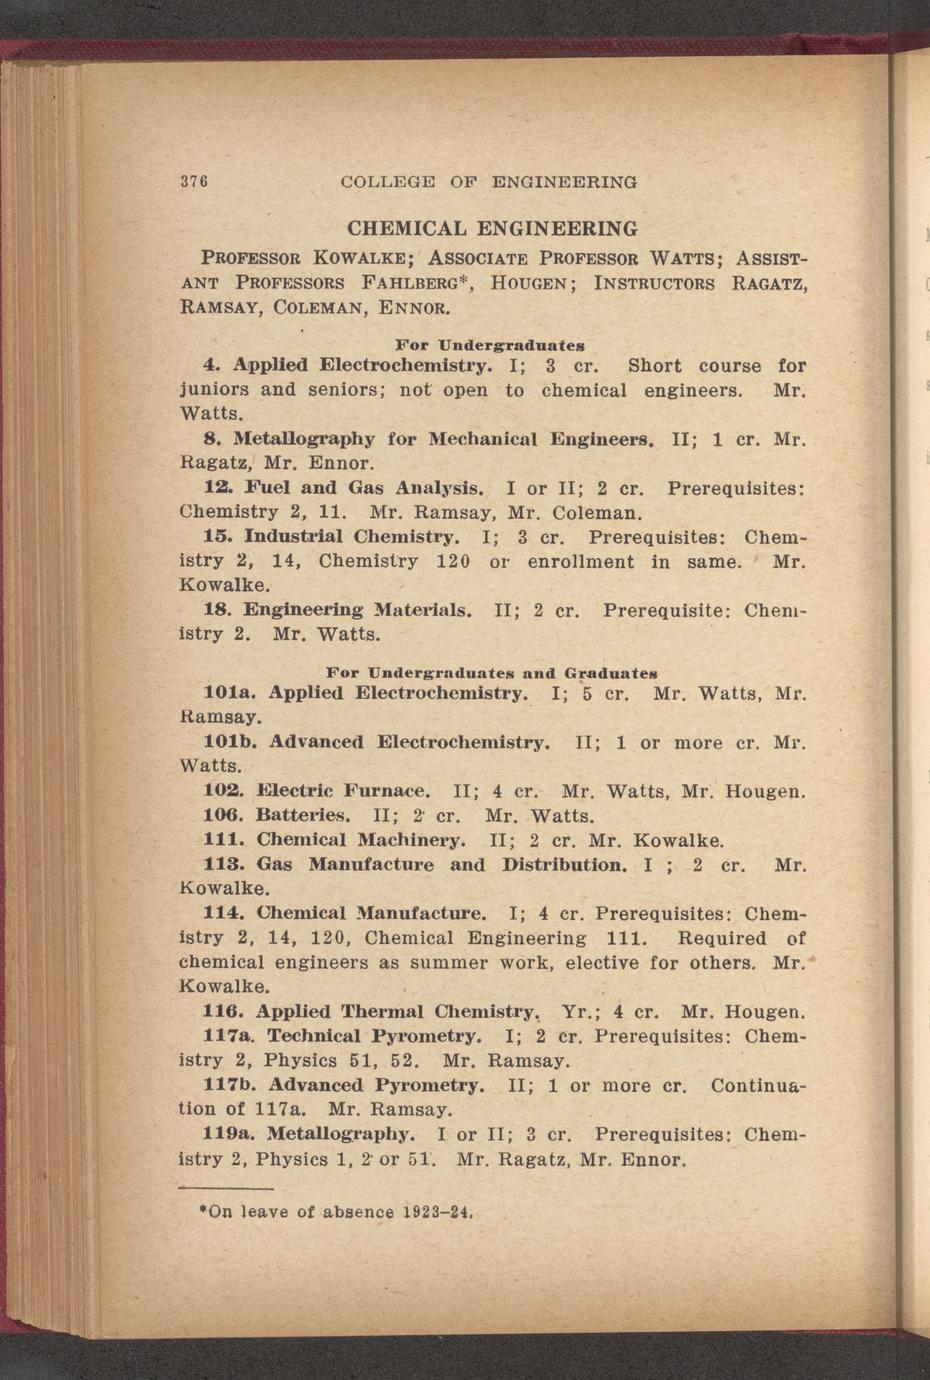 376 COLLEGE OF ENGINEERING
CHEMICAL ENGINEERING
PROFESSOR KOWALKE; ASSOCIATE PROFESSOR WATTS; ASSIST-
ANT PROFESSORS FAHLBERG*, HOUGEN; INSTRUCTORS RAGATZ,
RAMSAY, COLEMAN, ENNOR.
For Undergraduates
4. Applied Electrochemistry. I; 3 cr. Short course for
juniors and seniors; not open to chemical engineers. Mr.
Watts.
8. Metallography for Mechanical Engineers. II; 1 cr. Mr.
Ragatz, Mr. Ennor.
12. Fuel and Gas Analysis. I or II; 2 cr. Prerequisites:
Chemistry 2, 11. Mr. Ramsay, Mr. Coleman.
15. Industrial Chemistry. I; 3 cr. Prerequisites: Chem-
istry 2, 14, Chemistry 120 or enrollment in same. Mr.
Kowalke.
18. Engineering Materials. II; 2 cr. Prerequisite: Chem-
istry 2. Mr. Watts.
For Undergraduates and Graduates
101a. Applied Electrochemistry. I; 5 cr. Mr. Watts, Mr.
Ramsay.
101b. Advanced Electrochemistry. II; 1 or more cr. Mr.
Watts.
102. Electric Furnace. II; 4 cr. Mr. Watts, Mr. Hougen.
106. Batteries. II; 2 cr. Mr. Watts.
111. Chemical Machinery. II; 2 cr. Mr. Kowalke.
113. Gas Manufacture and Distribution. I ; 2 cr. Mr.
Kowalke.
114. Chemical Manufacture. I; 4 cr. Prerequisites: Chem-
istry 2, 14, 120, Chemical Engineering 111. Required of
chemical engineers as summer work, elective for others. Mr.
Kowalke.
116. Applied Thermal Chemistry. Yr.; 4 cr. Mr. Hougen.
117a. Technical Pyrometry. I; 2 cr. Prerequisites: Chem-
istry 2, Physics 51, 52. Mr. Ramsay.
117b. Advanced Pyrometry. II; 1 or more cr. Continua-
tion of 117a. Mr. Ramsay.
119a. Metallography. I or II; 3 cr. Prerequisites: Chem-
istry 2, Physics 1, 2 or 51. Mr. Ragatz, Mr. Ennor.
*On leave of absence 1923-24.